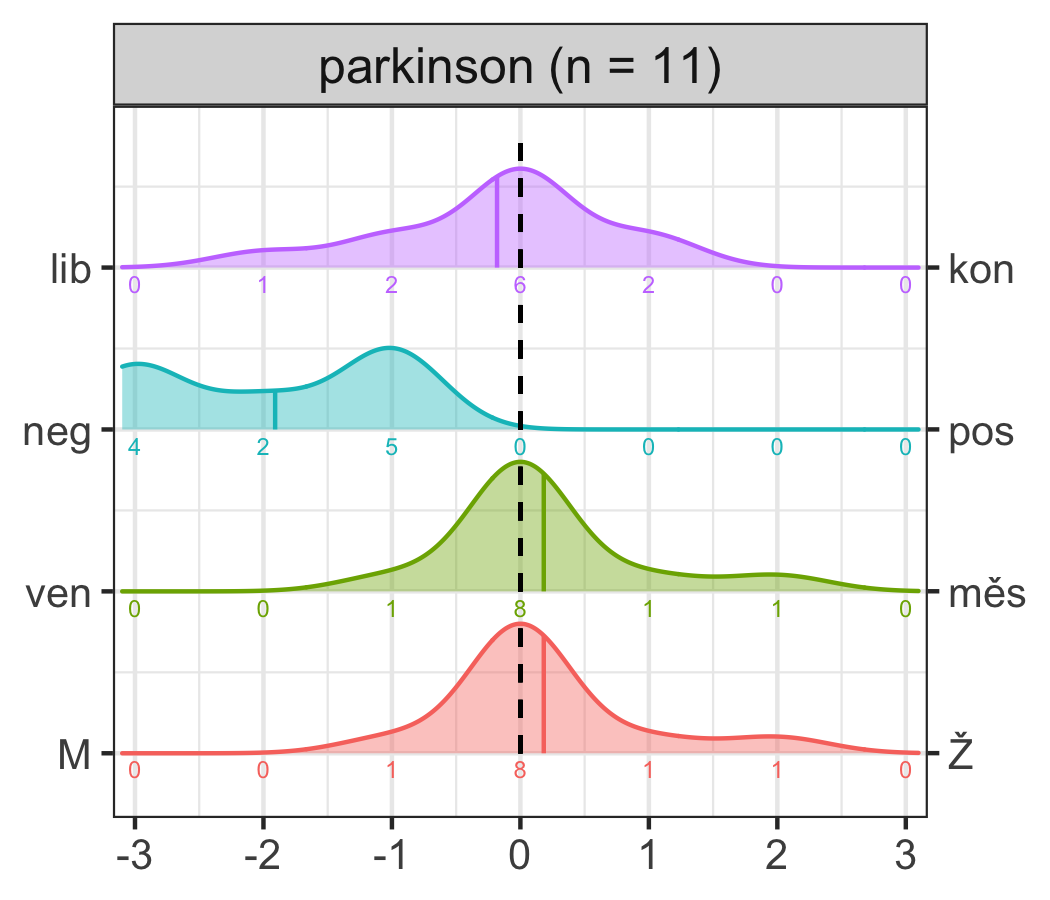 parkinson (n = 11)
lib kon
0 1 2 6 2 0 0
neg pos
4 2 5 0 0 0 0
ven měs
0 0 1 8 1 1 0
M Ž
0 0 1 8 1 1 0
-3 -2 -1 0 1 2 3